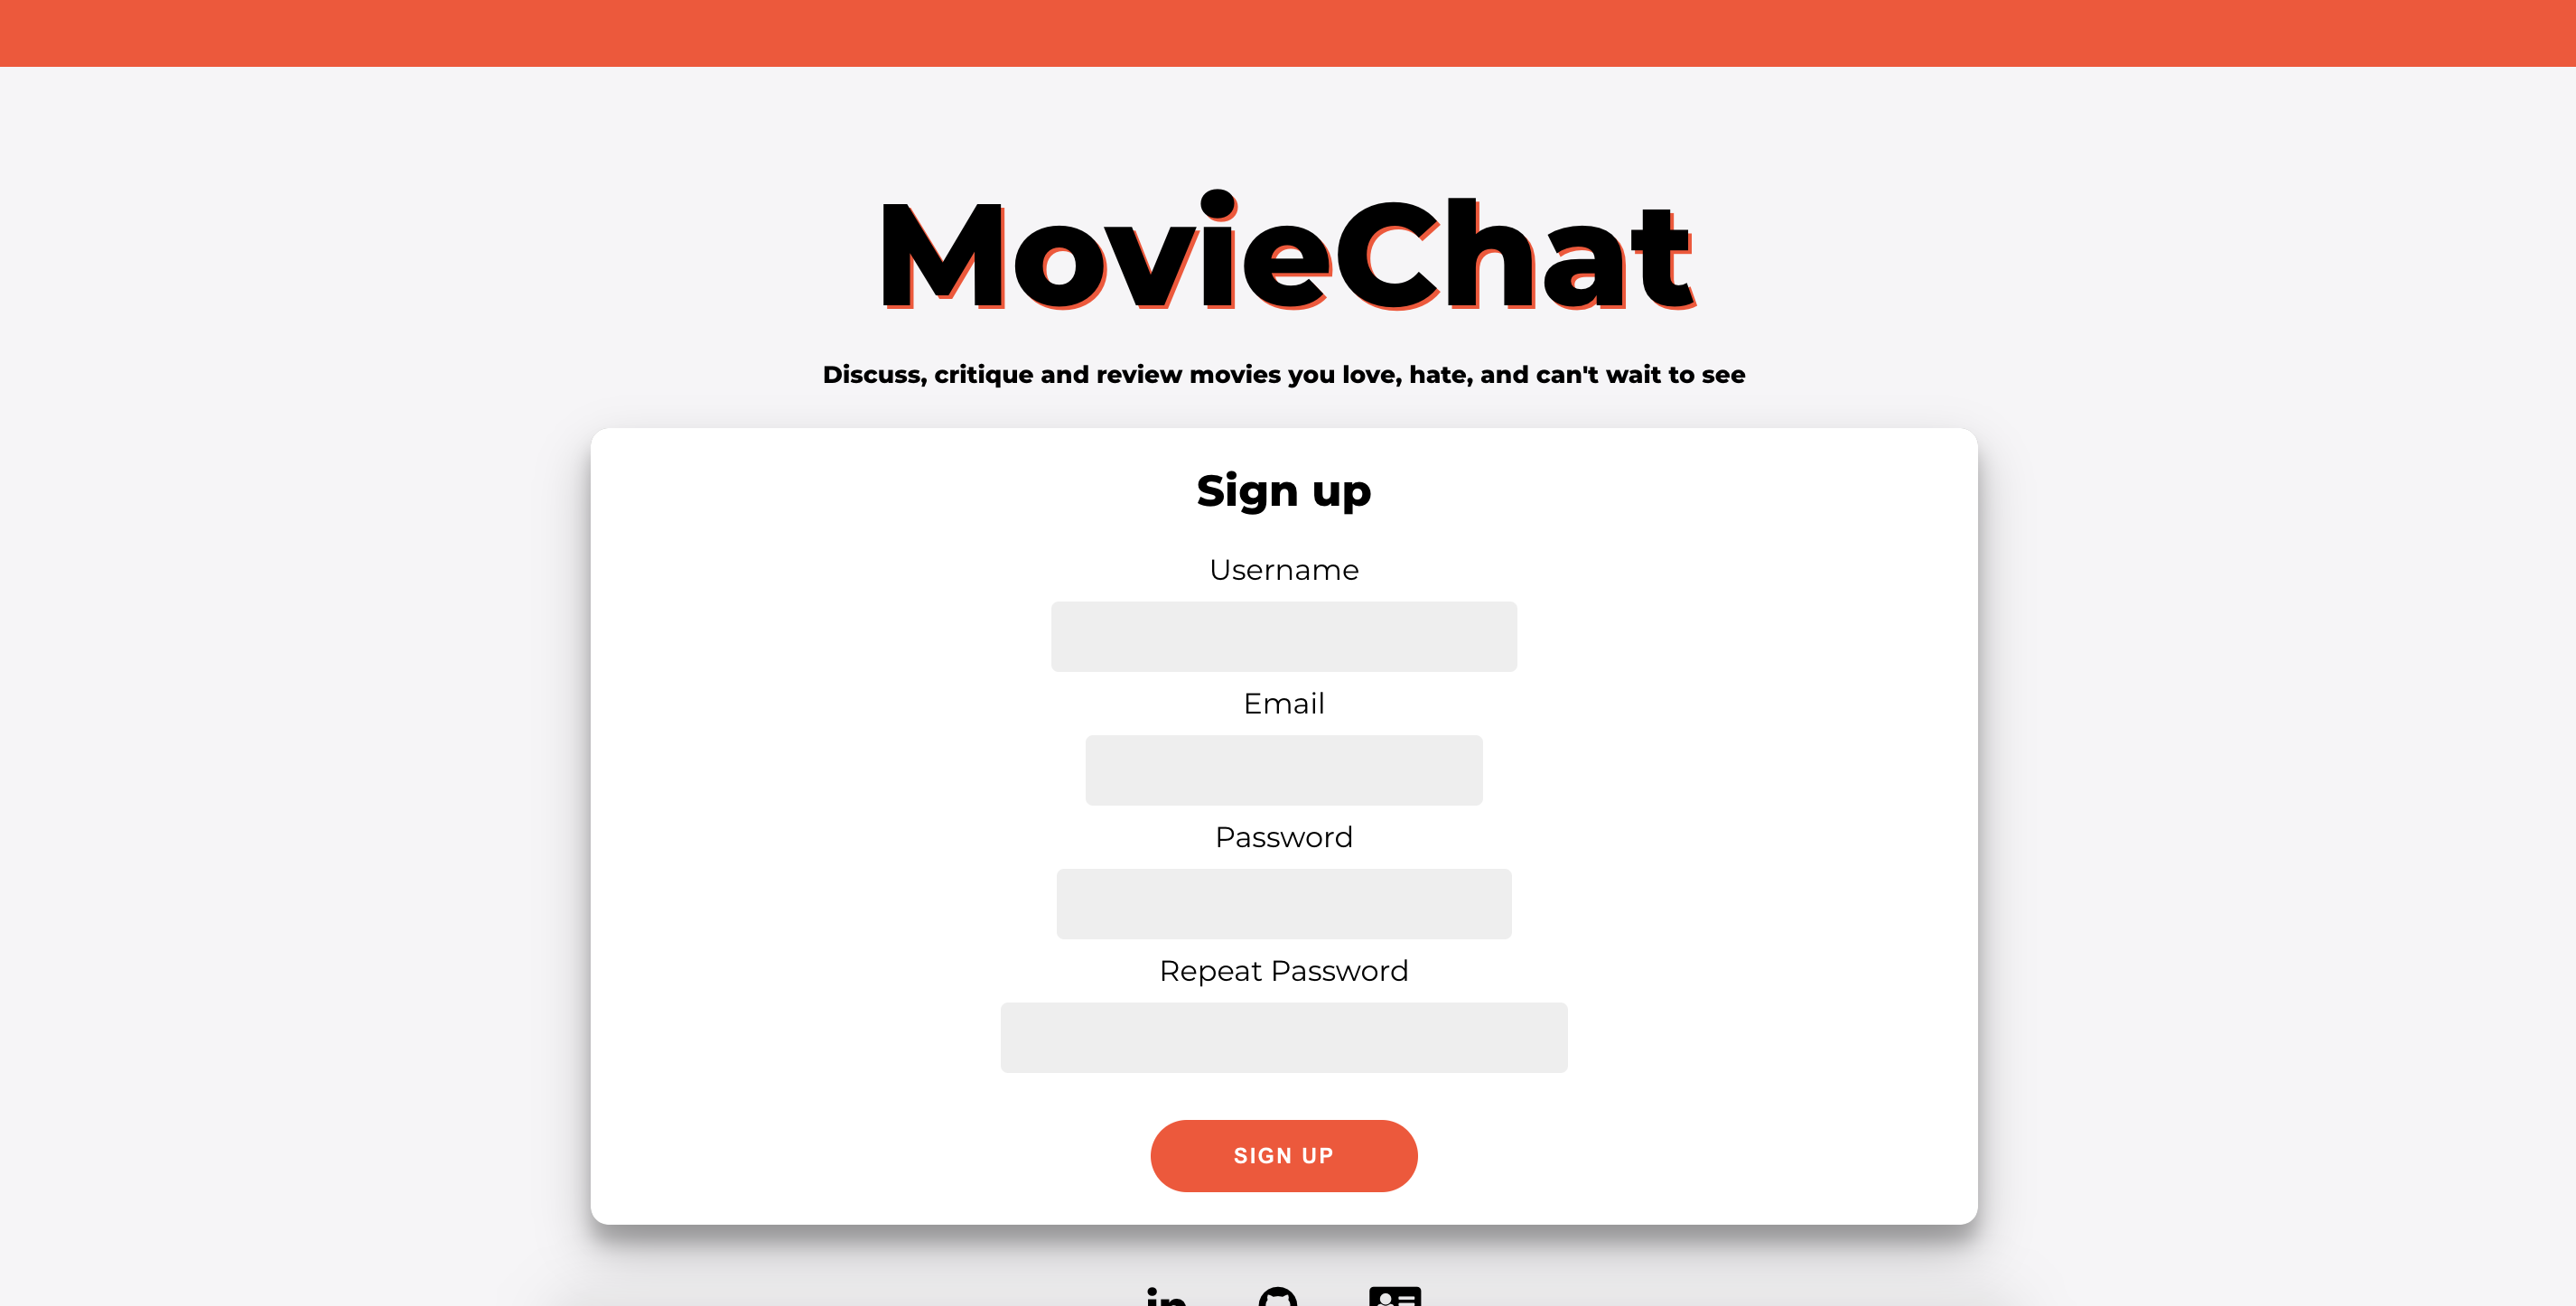 MovieChat
Discuss, critique and review movies you love, hate, and can't wait to see
Sign up
Username
Email
Password
Repeat Password
SIGN UP